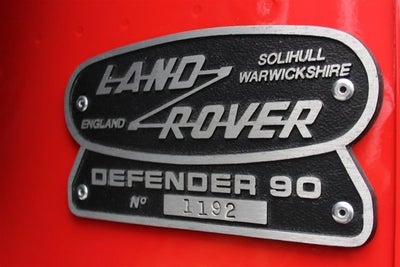 LAND
SOLIHULL
WARWICKSHIRE
ENGLAND
ROVER
DEFENDER 90
Nº 1192